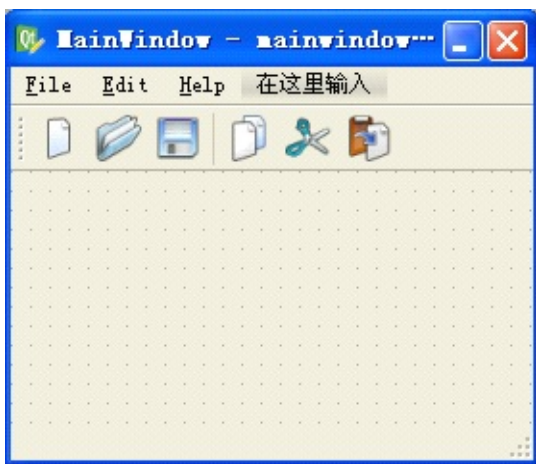 MainWindow - mainwindow…
File Edit Help 在这里输入